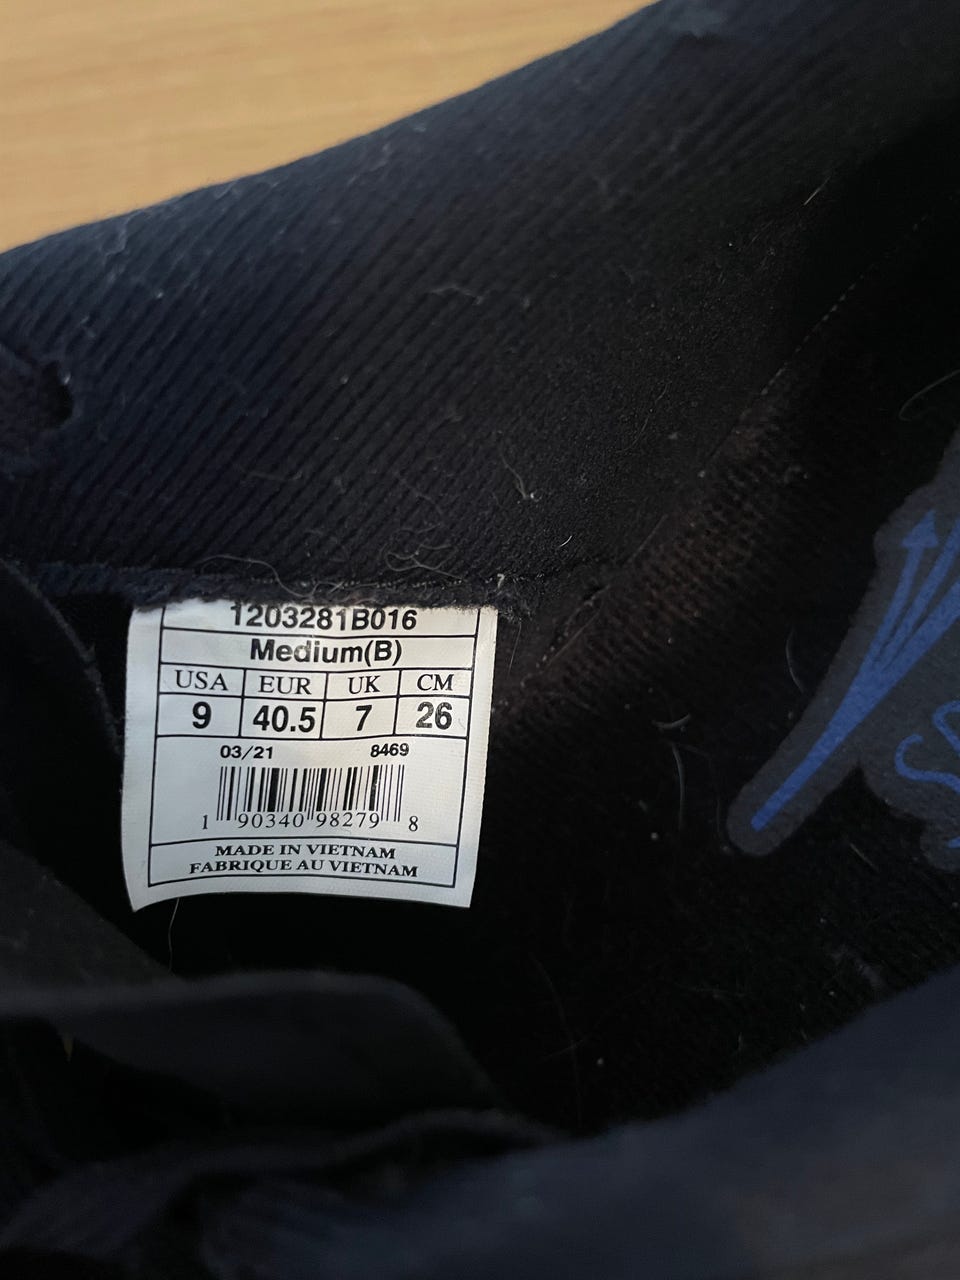 1203281B016
Medium(B)
USA EUR UK CM
9 40.5 7 26
03/21 8469
1 90340 98279 8
MADE IN VIETNAM
FABRIQUE AU VIETNAM